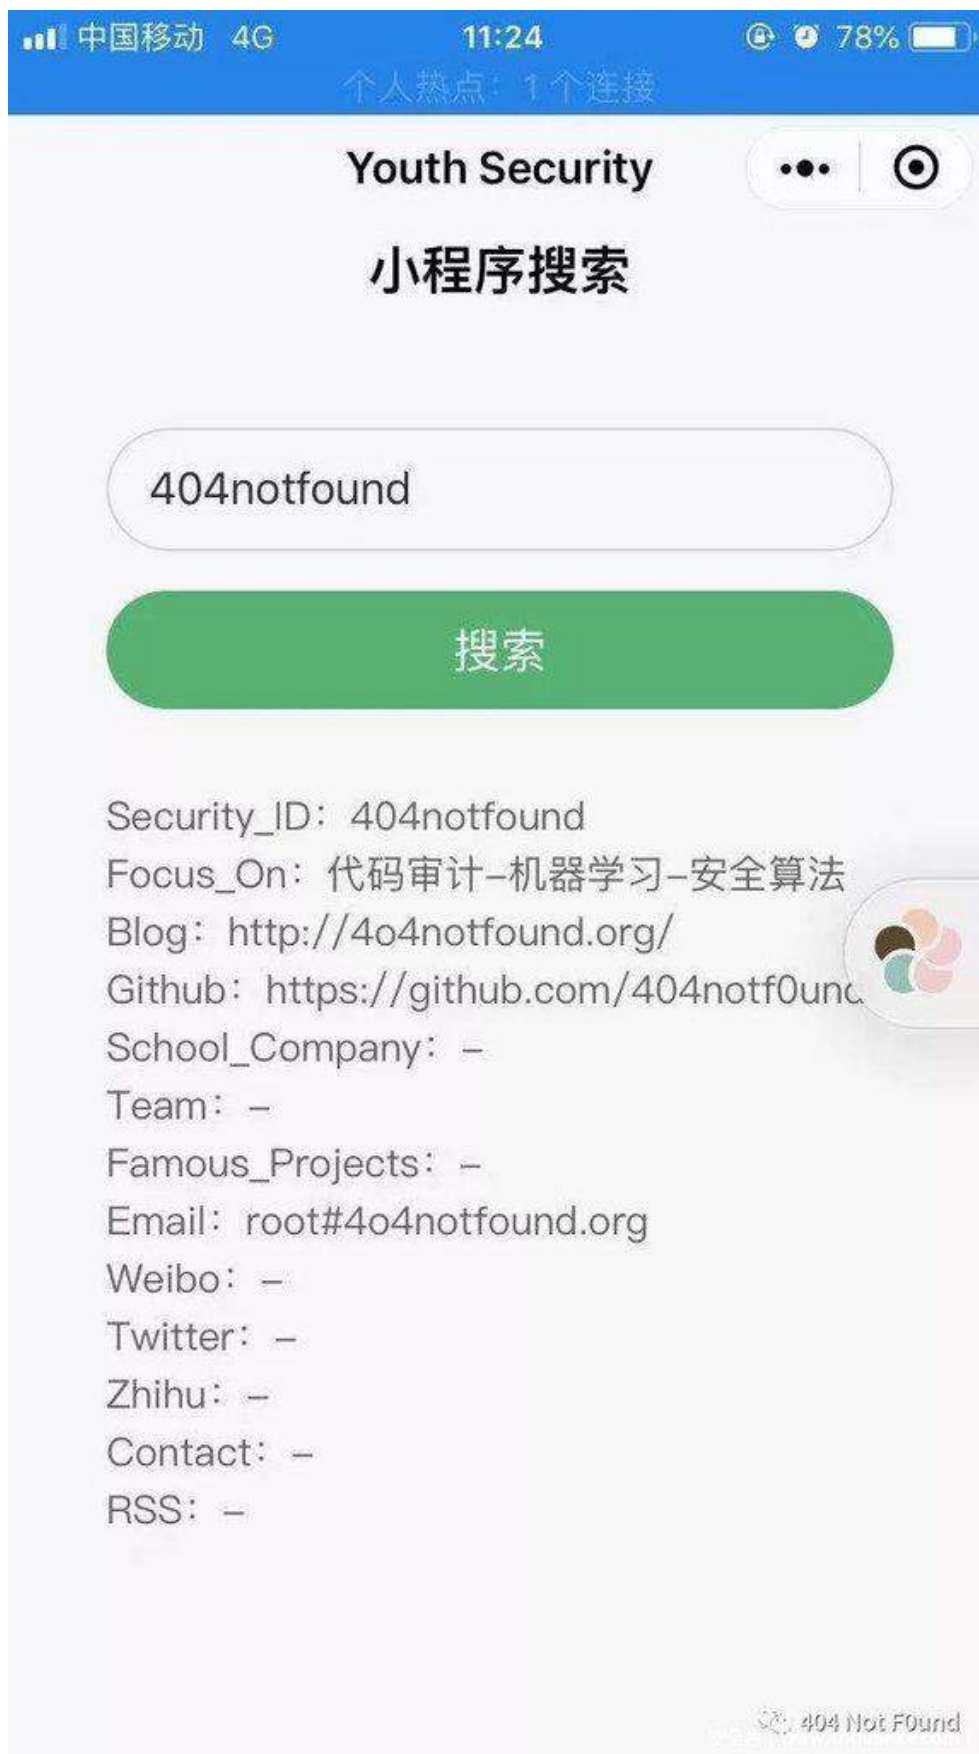 中国移动 4G 11:24 78%
个人热点：1 个连接
Youth Security
小程序搜索
404notfound
搜索
Security_ID：404notfound
Focus_On：代码审计–机器学习–安全算法
Blog：http://4o4notfound.org/
Github：https://github.com/404notf0und
School_Company：–
Team：–
Famous_Projects：–
Email：root#4o4notfound.org
Weibo：–
Twitter：–
Zhihu：–
Contact：–
RSS：–
404 Not F0und